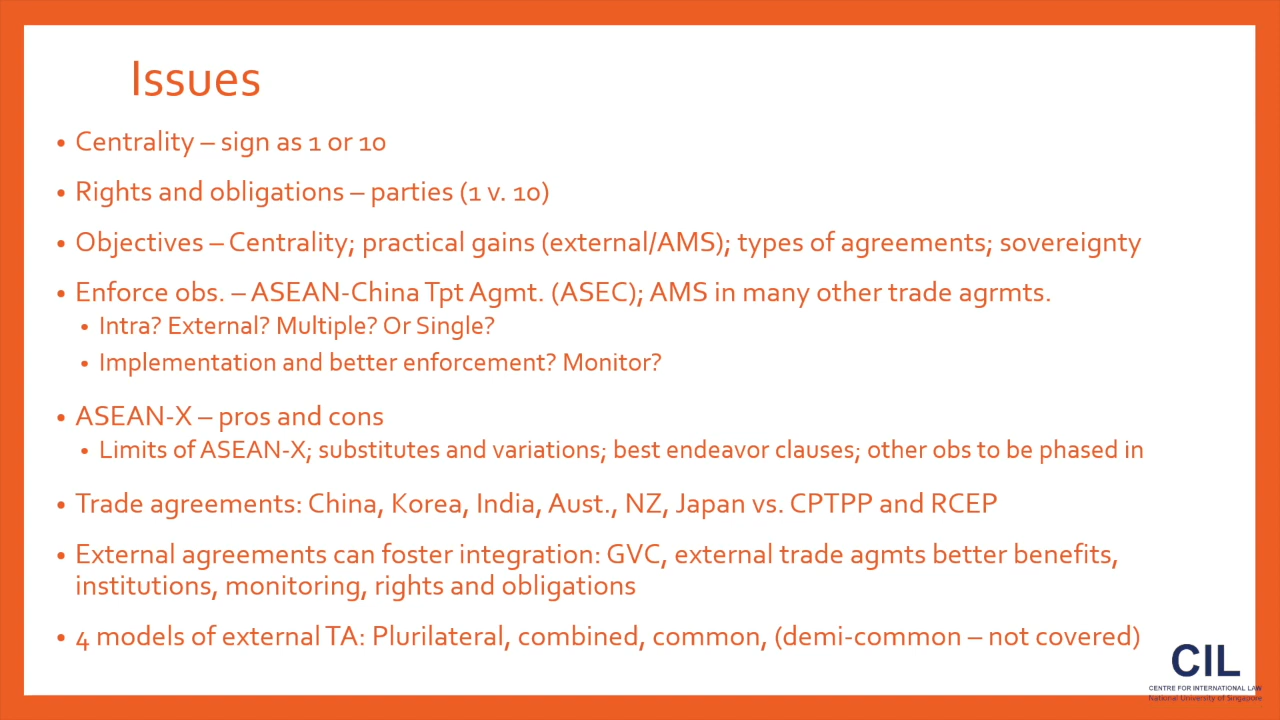 Issues
• Centrality – sign as 1 or 10
• Rights and obligations – parties (1 v. 10)
• Objectives – Centrality; practical gains (external/AMS); types of agreements; sovereignty
• Enforce obs. – ASEAN-China Tpt Agmt. (ASEC); AMS in many other trade agrmts.
• Intra? External? Multiple? Or Single?
• Implementation and better enforcement? Monitor?
• ASEAN-X – pros and cons
• Limits of ASEAN-X; substitutes and variations; best endeavor clauses; other obs to be phased in
• Trade agreements: China, Korea, India, Aust., NZ, Japan vs. CPTPP and RCEP
• External agreements can foster integration: GVC, external trade agmts better benefits,
institutions, monitoring, rights and obligations
• 4 models of external TA: Plurilateral, combined, common, (demi-common – not covered)
CIL
CENTRE FOR INTERNATIONAL LAW
National University of Singapore